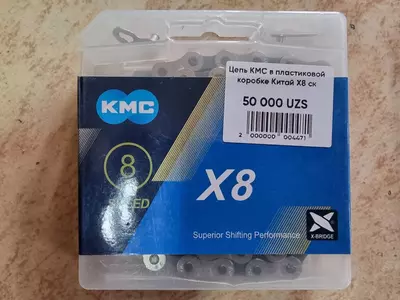 Цепь KMC в пластиковой
коробке Китай X8 ск
50 000 UZS
2 000000 004471
KMC
8
SPEED
X8
Superior Shifting Performance
X-BRIDGE